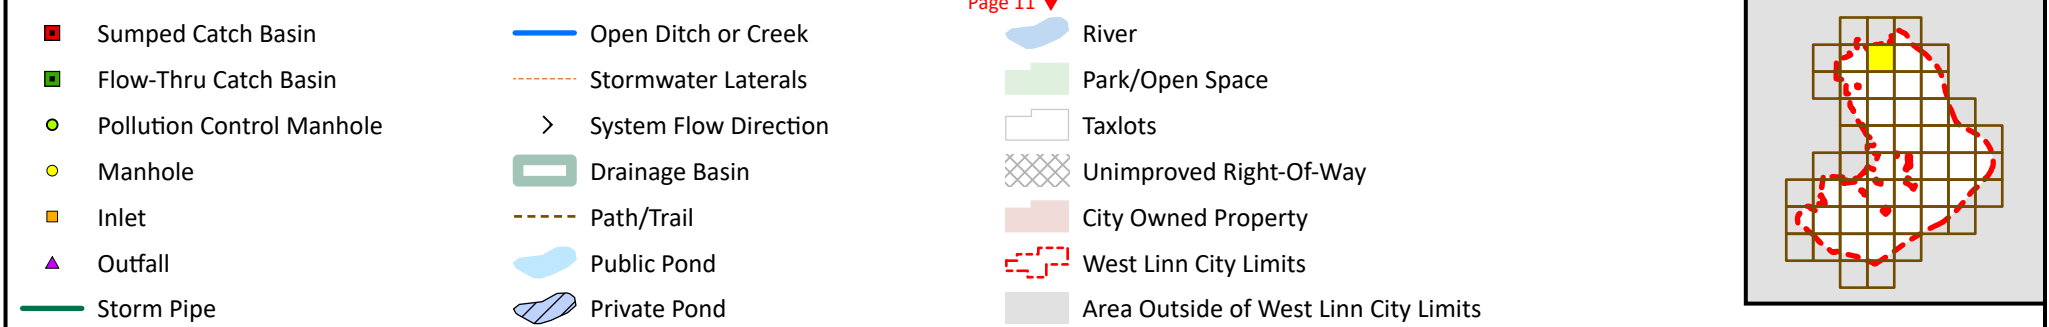 Page 11
Sumped Catch Basin
Flow-Thru Catch Basin
Pollution Control Manhole
Manhole
Inlet
Outfall
Storm Pipe
Open Ditch or Creek
Stormwater Laterals
System Flow Direction
Drainage Basin
Path/Trail
Public Pond
Private Pond
River
Park/Open Space
Taxlots
Unimproved Right-Of-Way
City Owned Property
West Linn City Limits
Area Outside of West Linn City Limits